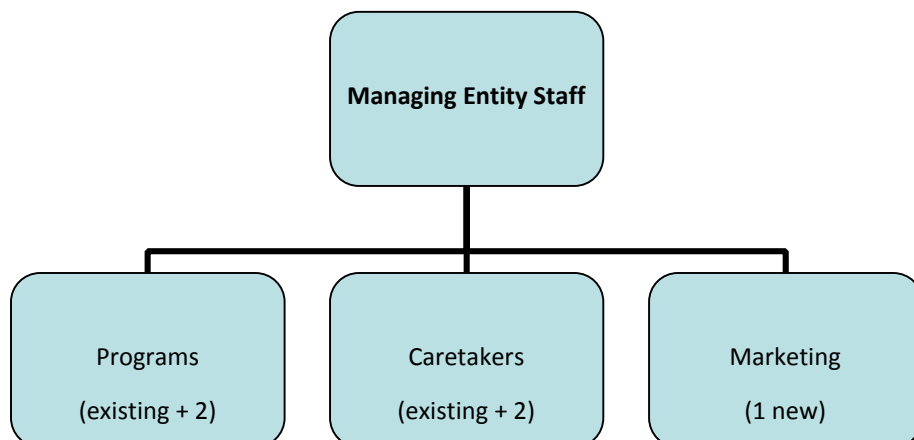 Managing Entity Staff
Programs
(existing + 2)
Caretakers
(existing + 2)
Marketing
(1 new)